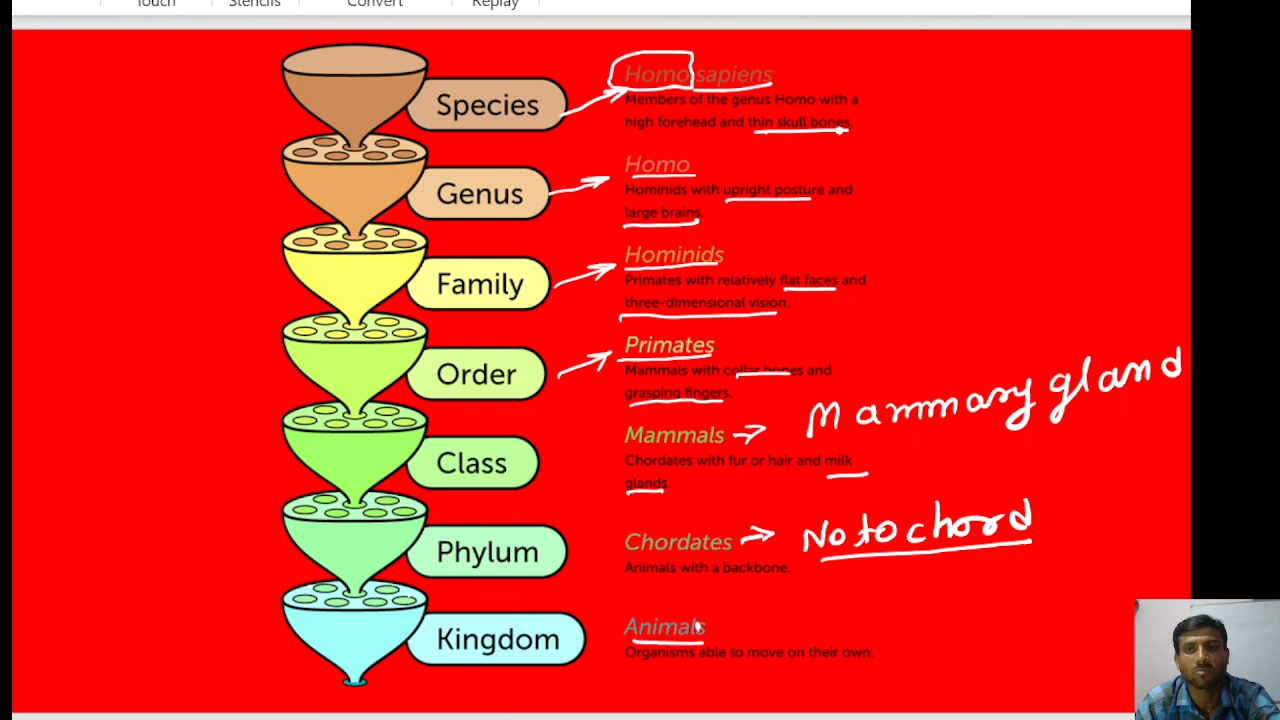 Touch Stencils Convert Replay
Species
Homo sapiens
Members of the genus Homo with a
high forehead and thin skull bones.
Genus
Homo
Hominids with upright posture and
large brains.
Family
Hominids
Primates with relatively flat faces and
three-dimensional vision.
Order
Primates
Mammals with collar bones and
grasping fingers.
Class
Mammals
Mammary gland
Chordates with fur or hair and milk
glands.
Phylum
Chordates
Notochord
Animals with a backbone.
Kingdom
Animals
Organisms able to move on their own.